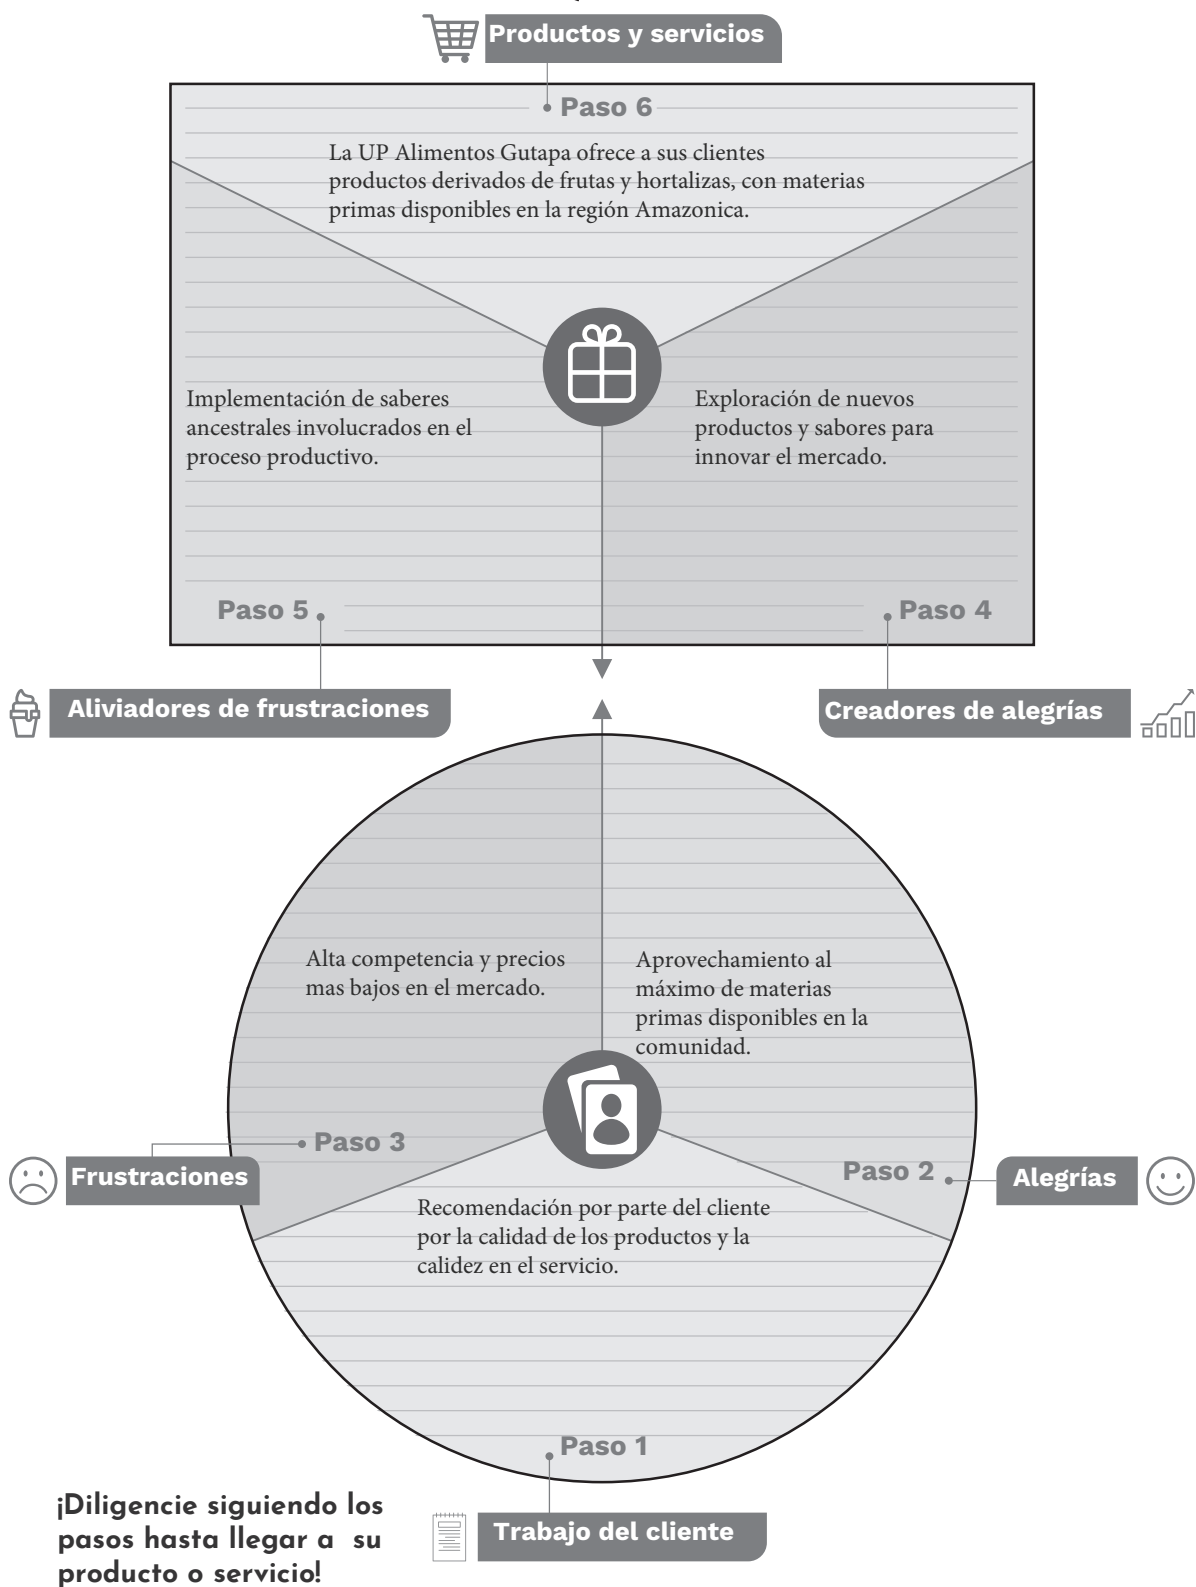 Productos y servicios
Paso 6
La UP Alimentos Gutapa ofrece a sus clientes
productos derivados de frutas y hortalizas, con materias
primas disponibles en la región Amazonica.
Implementación de saberes
ancestrales involucrados en el
proceso productivo.
Exploración de nuevos
productos y sabores para
innovar el mercado.
Paso 5
Paso 4
Aliviadores de frustraciones
Creadores de alegrías
Alta competencia y precios
mas bajos en el mercado.
Aprovechamiento al
máximo de materias
primas disponibles en la
comunidad.
Paso 3
Frustraciones
Paso 2
Alegrías
Recomendación por parte del cliente
por la calidad de los productos y la
calidez en el servicio.
Paso 1
Trabajo del cliente
¡Diligencie siguiendo los
pasos hasta llegar a su
producto o servicio!